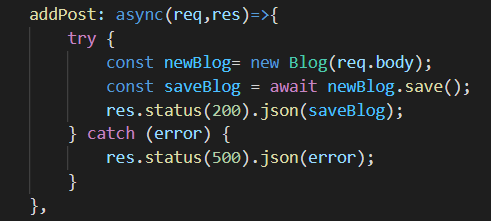 addPost: async(req,res)=>{
try {
const newBlog= new Blog(req.body);
const saveBlog = await newBlog.save();
res.status(200).json(saveBlog);
} catch (error) {
res.status(500).json(error);
}
},